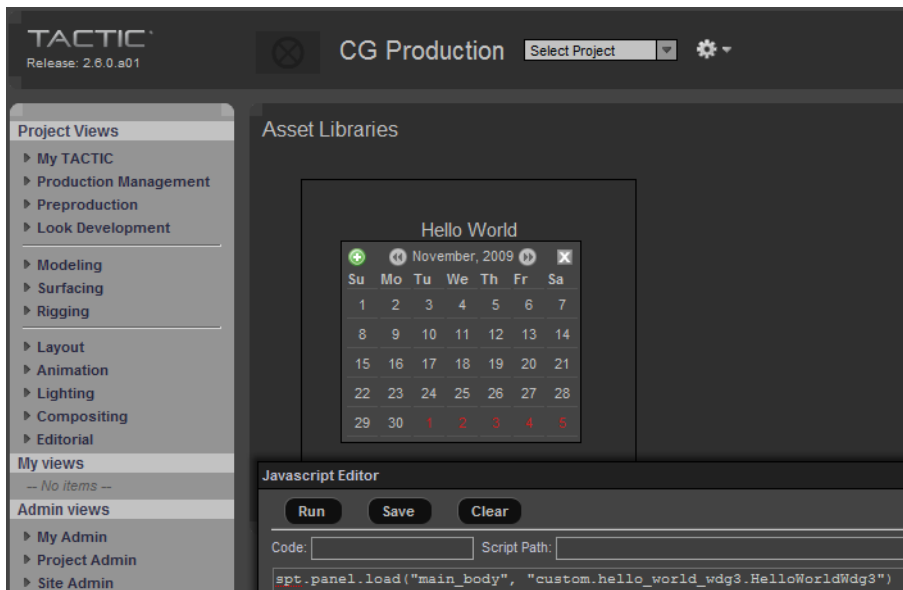 TACTIC
Release: 2.6.0.a01
CG Production
Select Project
Project Views
My TACTIC
Production Management
Preproduction
Look Development
Modeling
Surfacing
Rigging
Layout
Animation
Lighting
Compositing
Editorial
My views
-- No items --
Admin views
My Admin
Project Admin
Site Admin
Asset Libraries
Hello World
November, 2009
Su Mo Tu We Th Fr Sa
1 2 3 4 5 6 7
8 9 10 11 12 13 14
15 16 17 18 19 20 21
22 23 24 25 26 27 28
29 30 1 2 3 4 5
Javascript Editor
Run Save Clear
Code: Script Path:
spt.panel.load("main_body", "custom.hello_world_wdg3.HelloWorldWdg3")